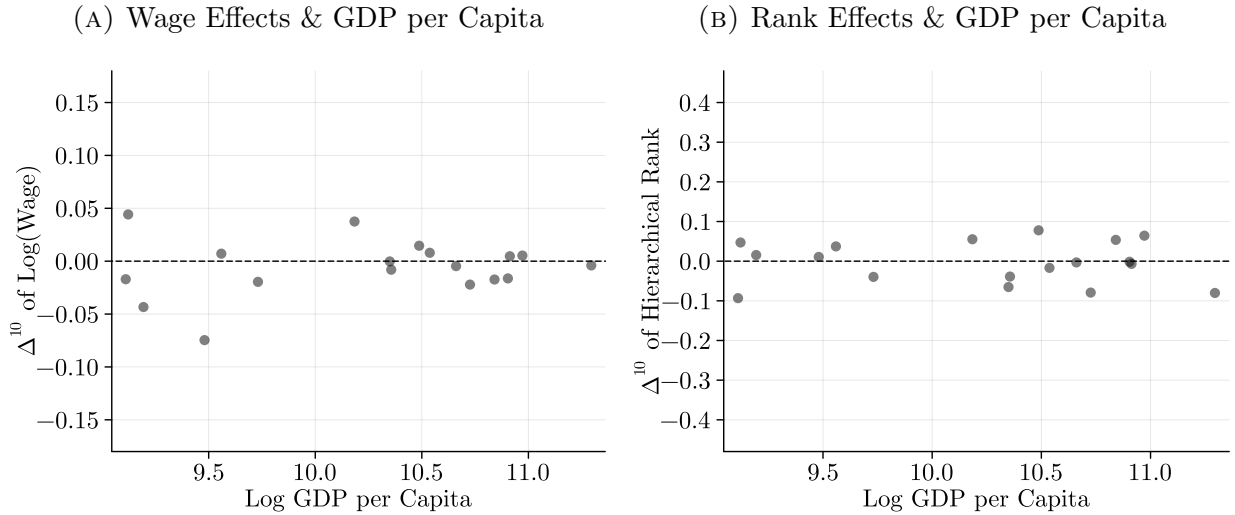 (A) Wage Effects & GDP per Capita
0.15
0.10
0.05
0.00
−0.05
−0.10
−0.15
Δ¹⁰ of Log(Wage)
9.5 10.0 10.5 11.0
Log GDP per Capita
(B) Rank Effects & GDP per Capita
0.4
0.3
0.2
0.1
0.0
−0.1
−0.2
−0.3
−0.4
Δ¹⁰ of Hierarchical Rank
9.5 10.0 10.5 11.0
Log GDP per Capita